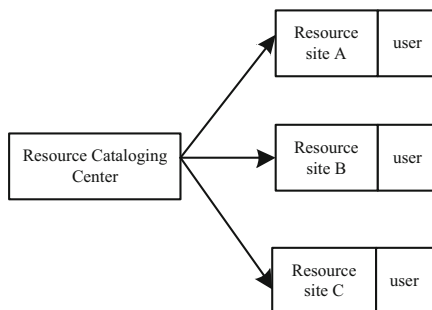 Resource
site A
user
Resource Cataloging
Center
Resource
site B
user
Resource
site C
user